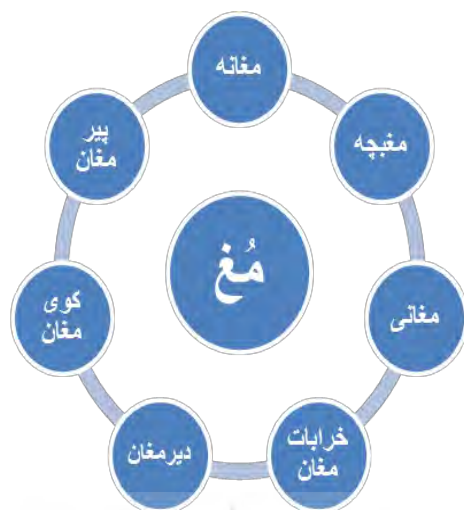 مغانه
مغبچه
مغانی
خرابات
مغان
دیرمغان
کوی
مغان
پیر
مغان
مُغ